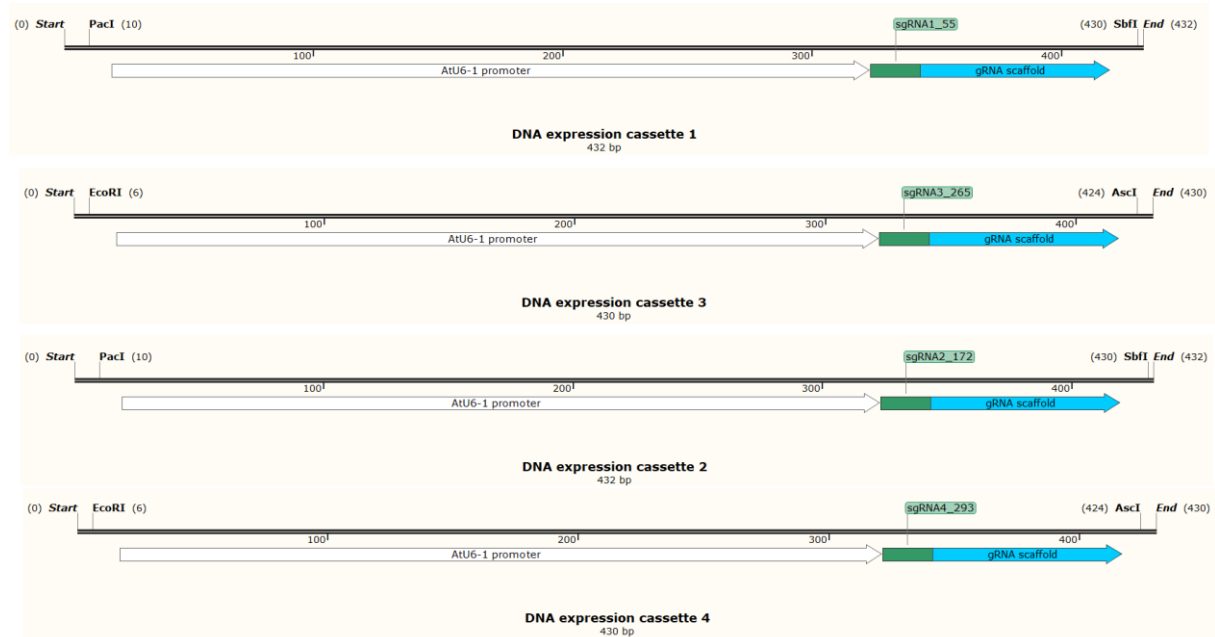 (0) Start PacI (10) sgRNA1_55 (430) SbfI End (432)
100 200 300 400
AtU6-1 promoter gRNA scaffold
DNA expression cassette 1
432 bp
(0) Start EcoRI (6) sgRNA3_265 (424) AscI End (430)
100 200 300 400
AtU6-1 promoter gRNA scaffold
DNA expression cassette 3
430 bp
(0) Start PacI (10) sgRNA2_172 (430) SbfI End (432)
100 200 300 400
AtU6-1 promoter gRNA scaffold
DNA expression cassette 2
432 bp
(0) Start EcoRI (6) sgRNA4_293 (424) AscI End (430)
100 200 300 400
AtU6-1 promoter gRNA scaffold
DNA expression cassette 4
430 bp